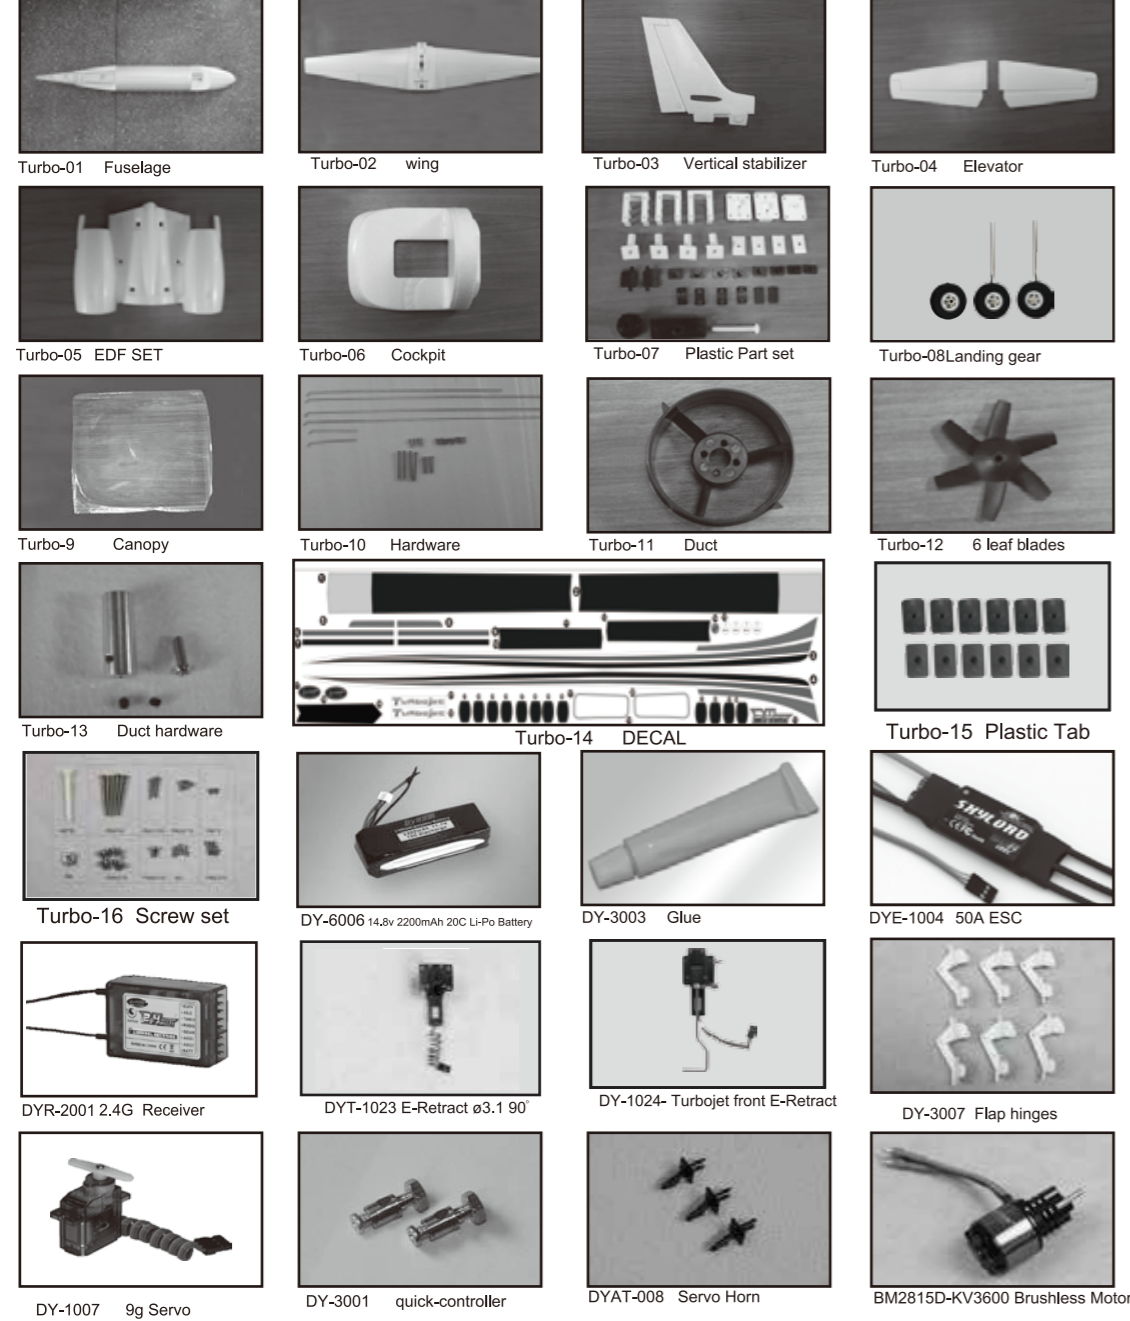 Turbo-01 Fuselage
Turbo-02 wing
Turbo-03 Vertical stabilizer
Turbo-04 Elevator
Turbo-05 EDF SET
Turbo-06 Cockpit
Turbo-07 Plastic Part set
Turbo-08Landing gear
Turbo-9 Canopy
Turbo-10 Hardware
Turbo-11 Duct
Turbo-12 6 leaf blades
Turbo-13 Duct hardware
TURBOJET
TURBOJET
Turbo-14 DECAL
Turbo-15 Plastic Tab
Turbo-16 Screw set
DY-6006 14.8v 2200mAh 20C Li-Po Battery
DY-3003 Glue
SKYLORD
DYE-1004 50A ESC
DYR-2001 2.4G Receiver
DYT-1023 E-Retract ø3.1 90°
DY-1024- Turbojet front E-Retract
DY-3007 Flap hinges
DY-1007 9g Servo
DY-3001 quick-controller
DYAT-008 Servo Horn
BM2815D-KV3600 Brushless Motor